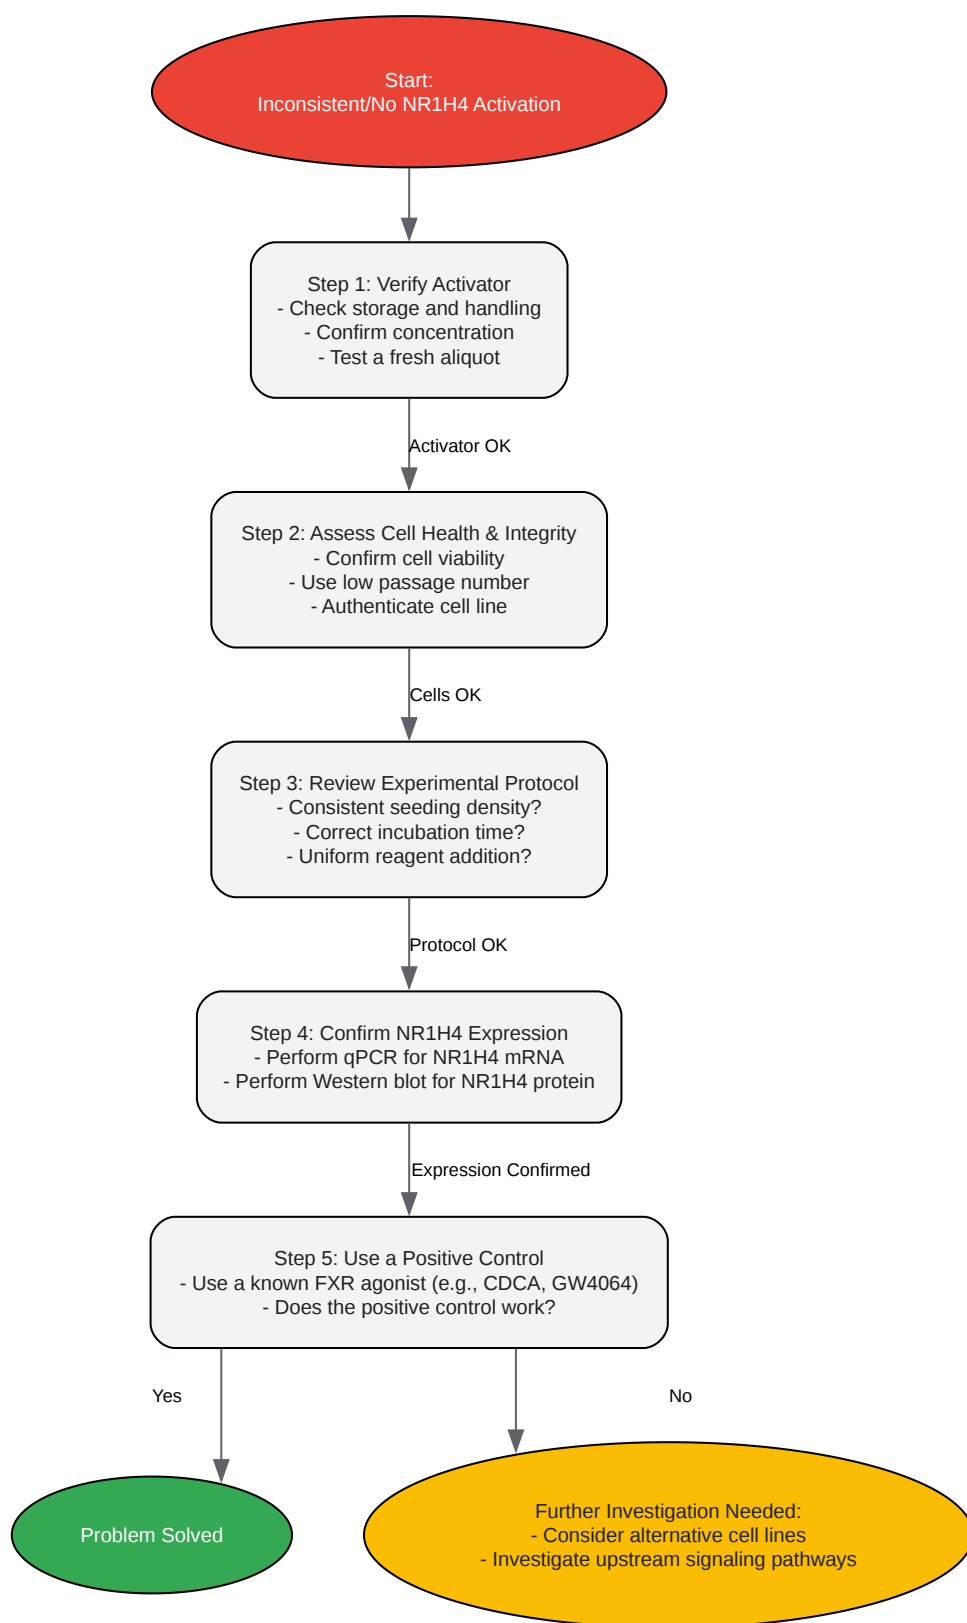 Start:
Inconsistent/No NR1H4 Activation
Step 1: Verify Activator
- Check storage and handling
- Confirm concentration
- Test a fresh aliquot
Activator OK
Step 2: Assess Cell Health & Integrity
- Confirm cell viability
- Use low passage number
- Authenticate cell line
Cells OK
Step 3: Review Experimental Protocol
- Consistent seeding density?
- Correct incubation time?
- Uniform reagent addition?
Protocol OK
Step 4: Confirm NR1H4 Expression
- Perform qPCR for NR1H4 mRNA
- Perform Western blot for NR1H4 protein
Expression Confirmed
Step 5: Use a Positive Control
- Use a known FXR agonist (e.g., CDCA, GW4064)
- Does the positive control work?
Yes
No
Problem Solved
Further Investigation Needed:
- Consider alternative cell lines
- Investigate upstream signaling pathways